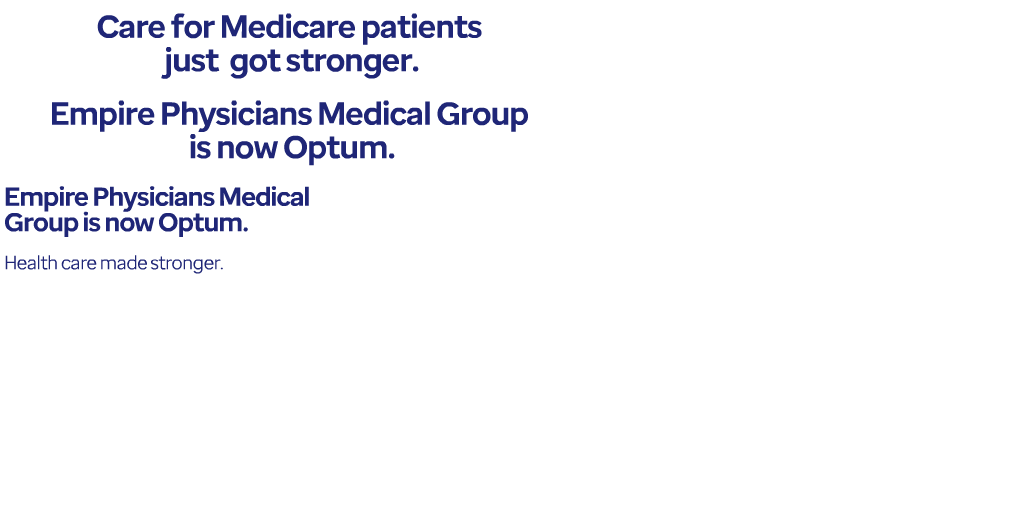 Care for Medicare patients
just got stronger.
Empire Physicians Medical Group
is now Optum.
Empire Physicians Medical
Group is now Optum.
Health care made stronger.